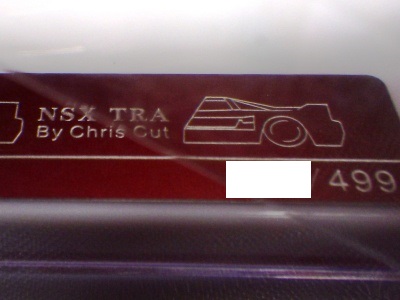 NSX TRA
By Chris Cut
/ 499